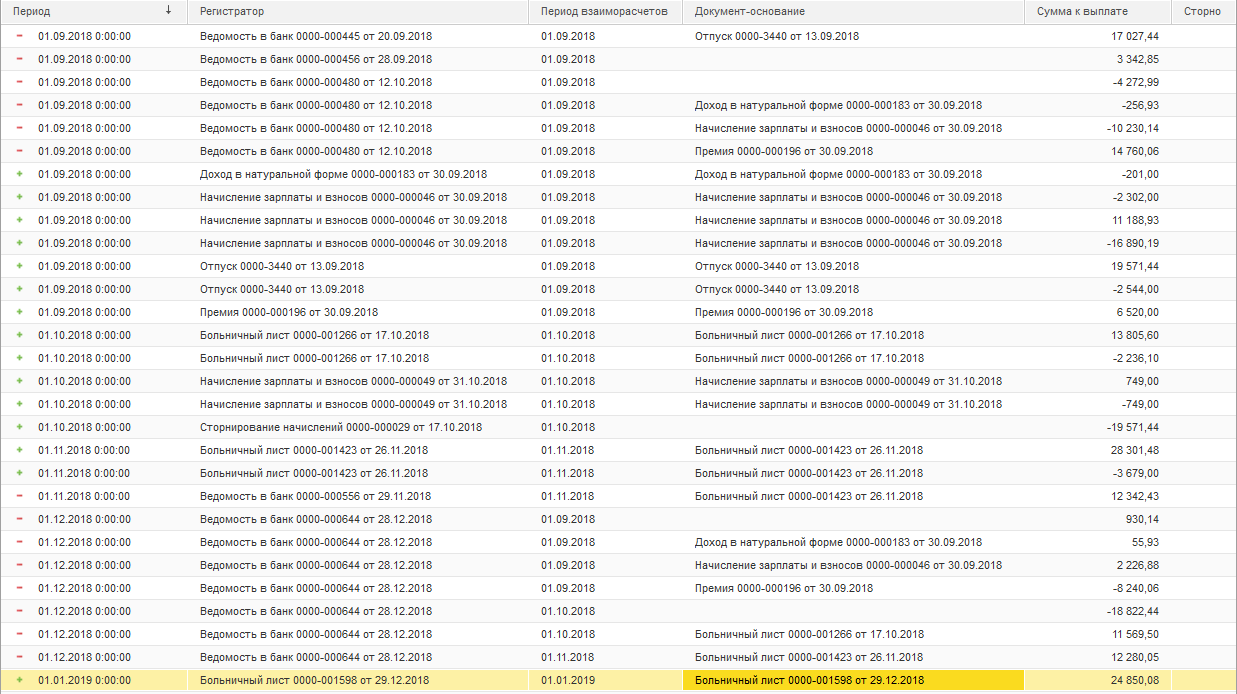 Период ↓ Регистратор Период взаиморасчетов Документ-основание Сумма к выплате Сторно
01.09.2018 0:00:00 Ведомость в банк 0000-000445 от 20.09.2018 01.09.2018 Отпуск 0000-3440 от 13.09.2018 17 027,44
01.09.2018 0:00:00 Ведомость в банк 0000-000456 от 28.09.2018 01.09.2018 3 342,85
01.09.2018 0:00:00 Ведомость в банк 0000-000480 от 12.10.2018 01.09.2018 -4 272,99
01.09.2018 0:00:00 Ведомость в банк 0000-000480 от 12.10.2018 01.09.2018 Доход в натуральной форме 0000-000183 от 30.09.2018 -256,93
01.09.2018 0:00:00 Ведомость в банк 0000-000480 от 12.10.2018 01.09.2018 Начисление зарплаты и взносов 0000-000046 от 30.09.2018 -10 230,14
01.09.2018 0:00:00 Ведомость в банк 0000-000480 от 12.10.2018 01.09.2018 Премия 0000-000196 от 30.09.2018 14 760,06
01.09.2018 0:00:00 Доход в натуральной форме 0000-000183 от 30.09.2018 01.09.2018 Доход в натуральной форме 0000-000183 от 30.09.2018 -201,00
01.09.2018 0:00:00 Начисление зарплаты и взносов 0000-000046 от 30.09.2018 01.09.2018 Начисление зарплаты и взносов 0000-000046 от 30.09.2018 -2 302,00
01.09.2018 0:00:00 Начисление зарплаты и взносов 0000-000046 от 30.09.2018 01.09.2018 Начисление зарплаты и взносов 0000-000046 от 30.09.2018 11 188,93
01.09.2018 0:00:00 Начисление зарплаты и взносов 0000-000046 от 30.09.2018 01.09.2018 Начисление зарплаты и взносов 0000-000046 от 30.09.2018 -16 890,19
01.09.2018 0:00:00 Отпуск 0000-3440 от 13.09.2018 01.09.2018 Отпуск 0000-3440 от 13.09.2018 19 571,44
01.09.2018 0:00:00 Отпуск 0000-3440 от 13.09.2018 01.09.2018 Отпуск 0000-3440 от 13.09.2018 -2 544,00
01.09.2018 0:00:00 Премия 0000-000196 от 30.09.2018 01.09.2018 Премия 0000-000196 от 30.09.2018 6 520,00
01.10.2018 0:00:00 Больничный лист 0000-001266 от 17.10.2018 01.10.2018 Больничный лист 0000-001266 от 17.10.2018 13 805,60
01.10.2018 0:00:00 Больничный лист 0000-001266 от 17.10.2018 01.10.2018 Больничный лист 0000-001266 от 17.10.2018 -2 236,10
01.10.2018 0:00:00 Начисление зарплаты и взносов 0000-000049 от 31.10.2018 01.10.2018 Начисление зарплаты и взносов 0000-000049 от 31.10.2018 749,00
01.10.2018 0:00:00 Начисление зарплаты и взносов 0000-000049 от 31.10.2018 01.10.2018 Начисление зарплаты и взносов 0000-000049 от 31.10.2018 -749,00
01.10.2018 0:00:00 Сторнирование начислений 0000-000029 от 17.10.2018 01.10.2018 -19 571,44
01.11.2018 0:00:00 Больничный лист 0000-001423 от 26.11.2018 01.11.2018 Больничный лист 0000-001423 от 26.11.2018 28 301,48
01.11.2018 0:00:00 Больничный лист 0000-001423 от 26.11.2018 01.11.2018 Больничный лист 0000-001423 от 26.11.2018 -3 679,00
01.11.2018 0:00:00 Ведомость в банк 0000-000556 от 29.11.2018 01.11.2018 Больничный лист 0000-001423 от 26.11.2018 12 342,43
01.12.2018 0:00:00 Ведомость в банк 0000-000644 от 28.12.2018 01.09.2018 930,14
01.12.2018 0:00:00 Ведомость в банк 0000-000644 от 28.12.2018 01.09.2018 Доход в натуральной форме 0000-000183 от 30.09.2018 55,93
01.12.2018 0:00:00 Ведомость в банк 0000-000644 от 28.12.2018 01.09.2018 Начисление зарплаты и взносов 0000-000046 от 30.09.2018 2 226,88
01.12.2018 0:00:00 Ведомость в банк 0000-000644 от 28.12.2018 01.09.2018 Премия 0000-000196 от 30.09.2018 -8 240,06
01.12.2018 0:00:00 Ведомость в банк 0000-000644 от 28.12.2018 01.10.2018 -18 822,44
01.12.2018 0:00:00 Ведомость в банк 0000-000644 от 28.12.2018 01.10.2018 Больничный лист 0000-001266 от 17.10.2018 11 569,50
01.12.2018 0:00:00 Ведомость в банк 0000-000644 от 28.12.2018 01.11.2018 Больничный лист 0000-001423 от 26.11.2018 12 280,05
01.01.2019 0:00:00 Больничный лист 0000-001598 от 29.12.2018 01.01.2019 Больничный лист 0000-001598 от 29.12.2018 24 850,08